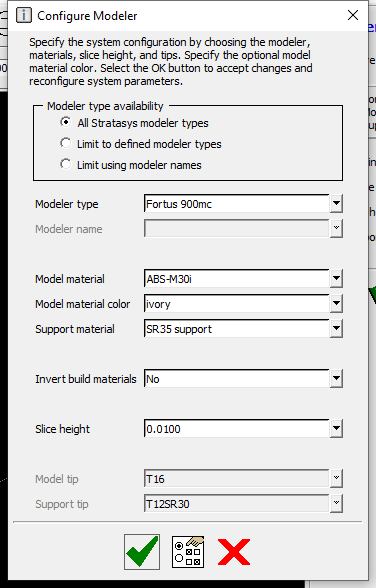 Configure Modeler
Specify the system configuration by choosing the modeler,
materials, slice height, and tips. Specify the optional model
material color. Select the OK button to accept changes and
reconfigure system parameters.
Modeler type availability
All Stratasys modeler types
Limit to defined modeler types
Limit using modeler names
Modeler type Fortus 900mc
Modeler name
Model material ABS-M30i
Model material color ivory
Support material SR35 support
Invert build materials No
Slice height 0.0100
Model tip T16
Support tip T12SR30